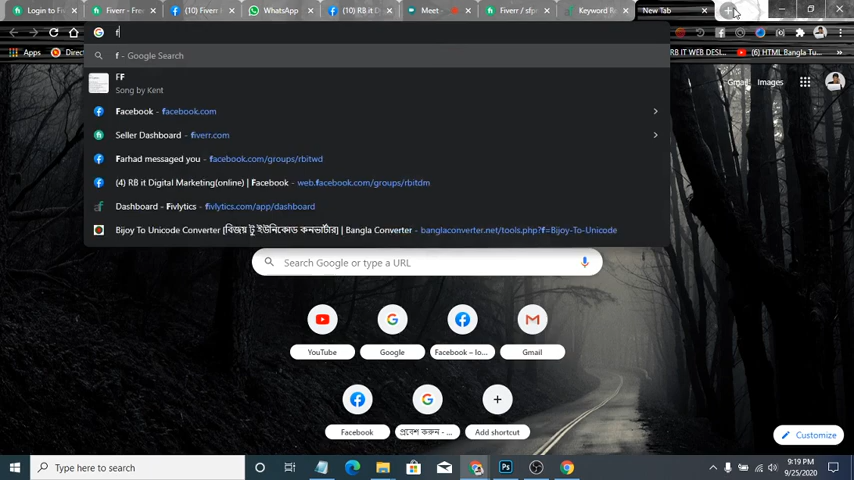 Login to Fiv
Fiverr - Fre
(10) Fiverr
WhatsApp
(10) RB it D
Meet -
Fiverr / sfpr
Keyword R
New Tab
f
Apps
Direc
RB IT WEB DESI...
(6) HTML Bangla Tu...
f - Google Search
FF
Song by Kent
Facebook - facebook.com
Seller Dashboard - fiverr.com
Farhad messaged you - facebook.com/groups/rbitwd
(4) RB it Digital Marketing(online) | Facebook - web.facebook.com/groups/rbitdm
Dashboard - Fivlytics - fivlytics.com/app/dashboard
Bijoy To Unicode Converter [বিজয় টু ইউনিকোড কনভার্টার] | Bangla Converter - banglaconverter.net/tools.php?f=Bijoy-To-Unicode
Gmail Images
Search Google or type a URL
YouTube Google Facebook – lo... Gmail
Facebook প্রবেশ করুন - ... Add shortcut
Customize
Type here to search
9:19 PM
9/25/2020